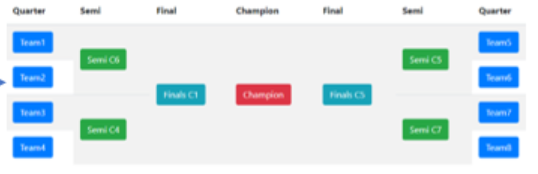 Quarter Semi Final Champion Final Semi Quarter
Team1 Team5
Semi C6 Semi C5
Team2 Team6
Finals C1 Champion Finals C5
Team3 Team7
Semi C4 Semi C7
Team4 Team8